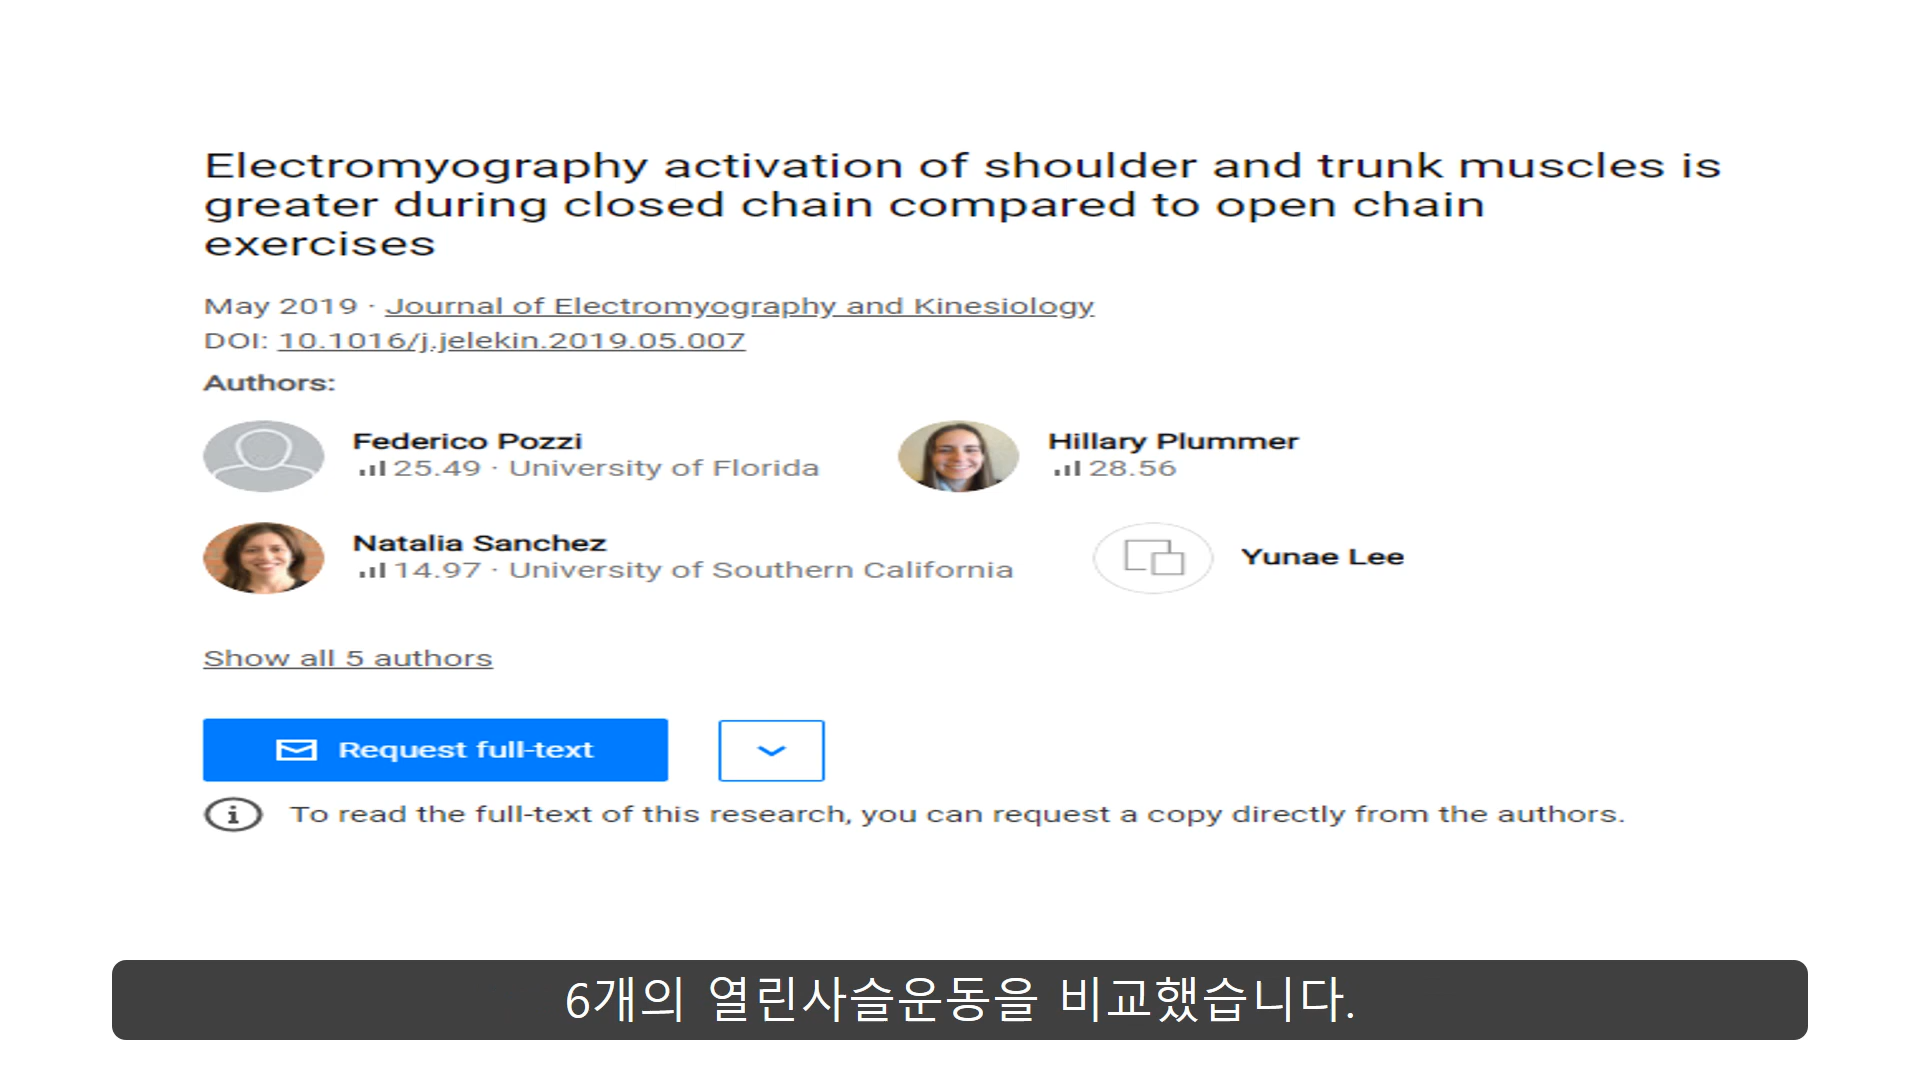 Electromyography activation of shoulder and trunk muscles is
greater during closed chain compared to open chain
exercises
May 2019 · Journal of Electromyography and Kinesiology
DOI: 10.1016/j.jelekin.2019.05.007
Authors:
Federico Pozzi
25.49 · University of Florida
Hillary Plummer
28.56
Natalia Sanchez
14.97 · University of Southern California
Yunae Lee
Show all 5 authors
Request full-text
To read the full-text of this research, you can request a copy directly from the authors.
6개의 열린사슬운동을 비교했습니다.